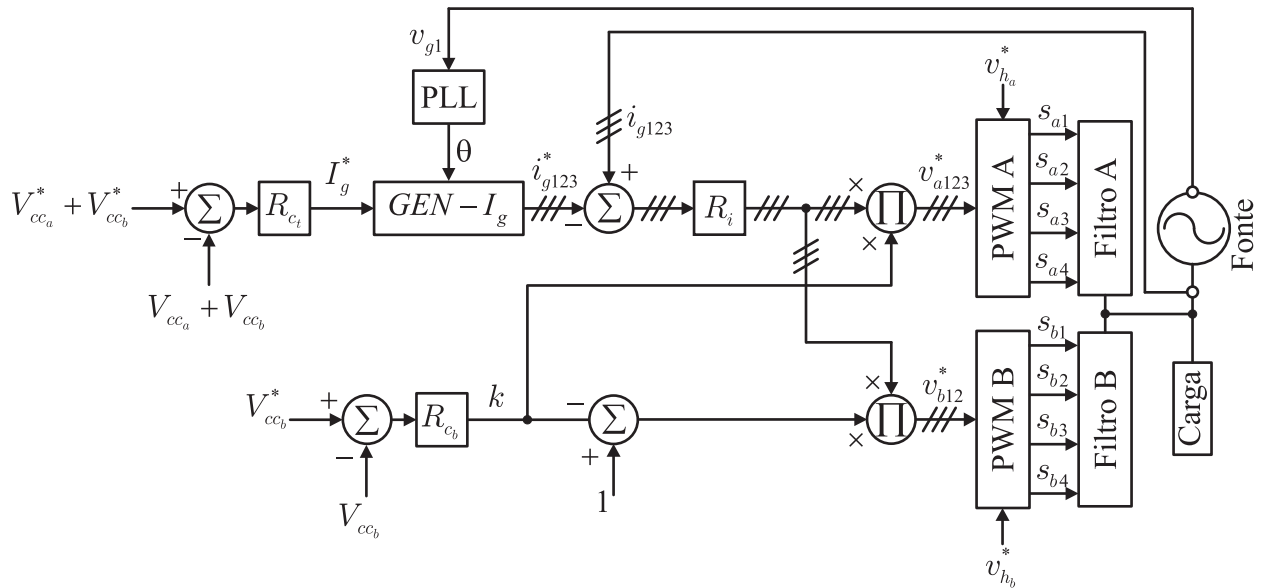 v_{g1}
PLL
θ
i_{g123}
v^*_{h_a}
V^*_{cc_a} + V^*_{cc_b}
+
−
Σ
R_{c_t}
I^*_g
GEN − I_g
i^*_{g123}
+
−
Σ
R_i
×
×
Π
v^*_{a123}
PWM A
s_{a1}
s_{a2}
s_{a3}
s_{a4}
Filtro A
Fonte
V_{cc_a} + V_{cc_b}
V^*_{cc_b}
+
−
Σ
R_{c_b}
k
−
+
Σ
×
×
Π
v^*_{b12}
PWM B
s_{b1}
s_{b2}
s_{b3}
s_{b4}
Filtro B
Carga
V_{cc_b}
1
v^*_{h_b}